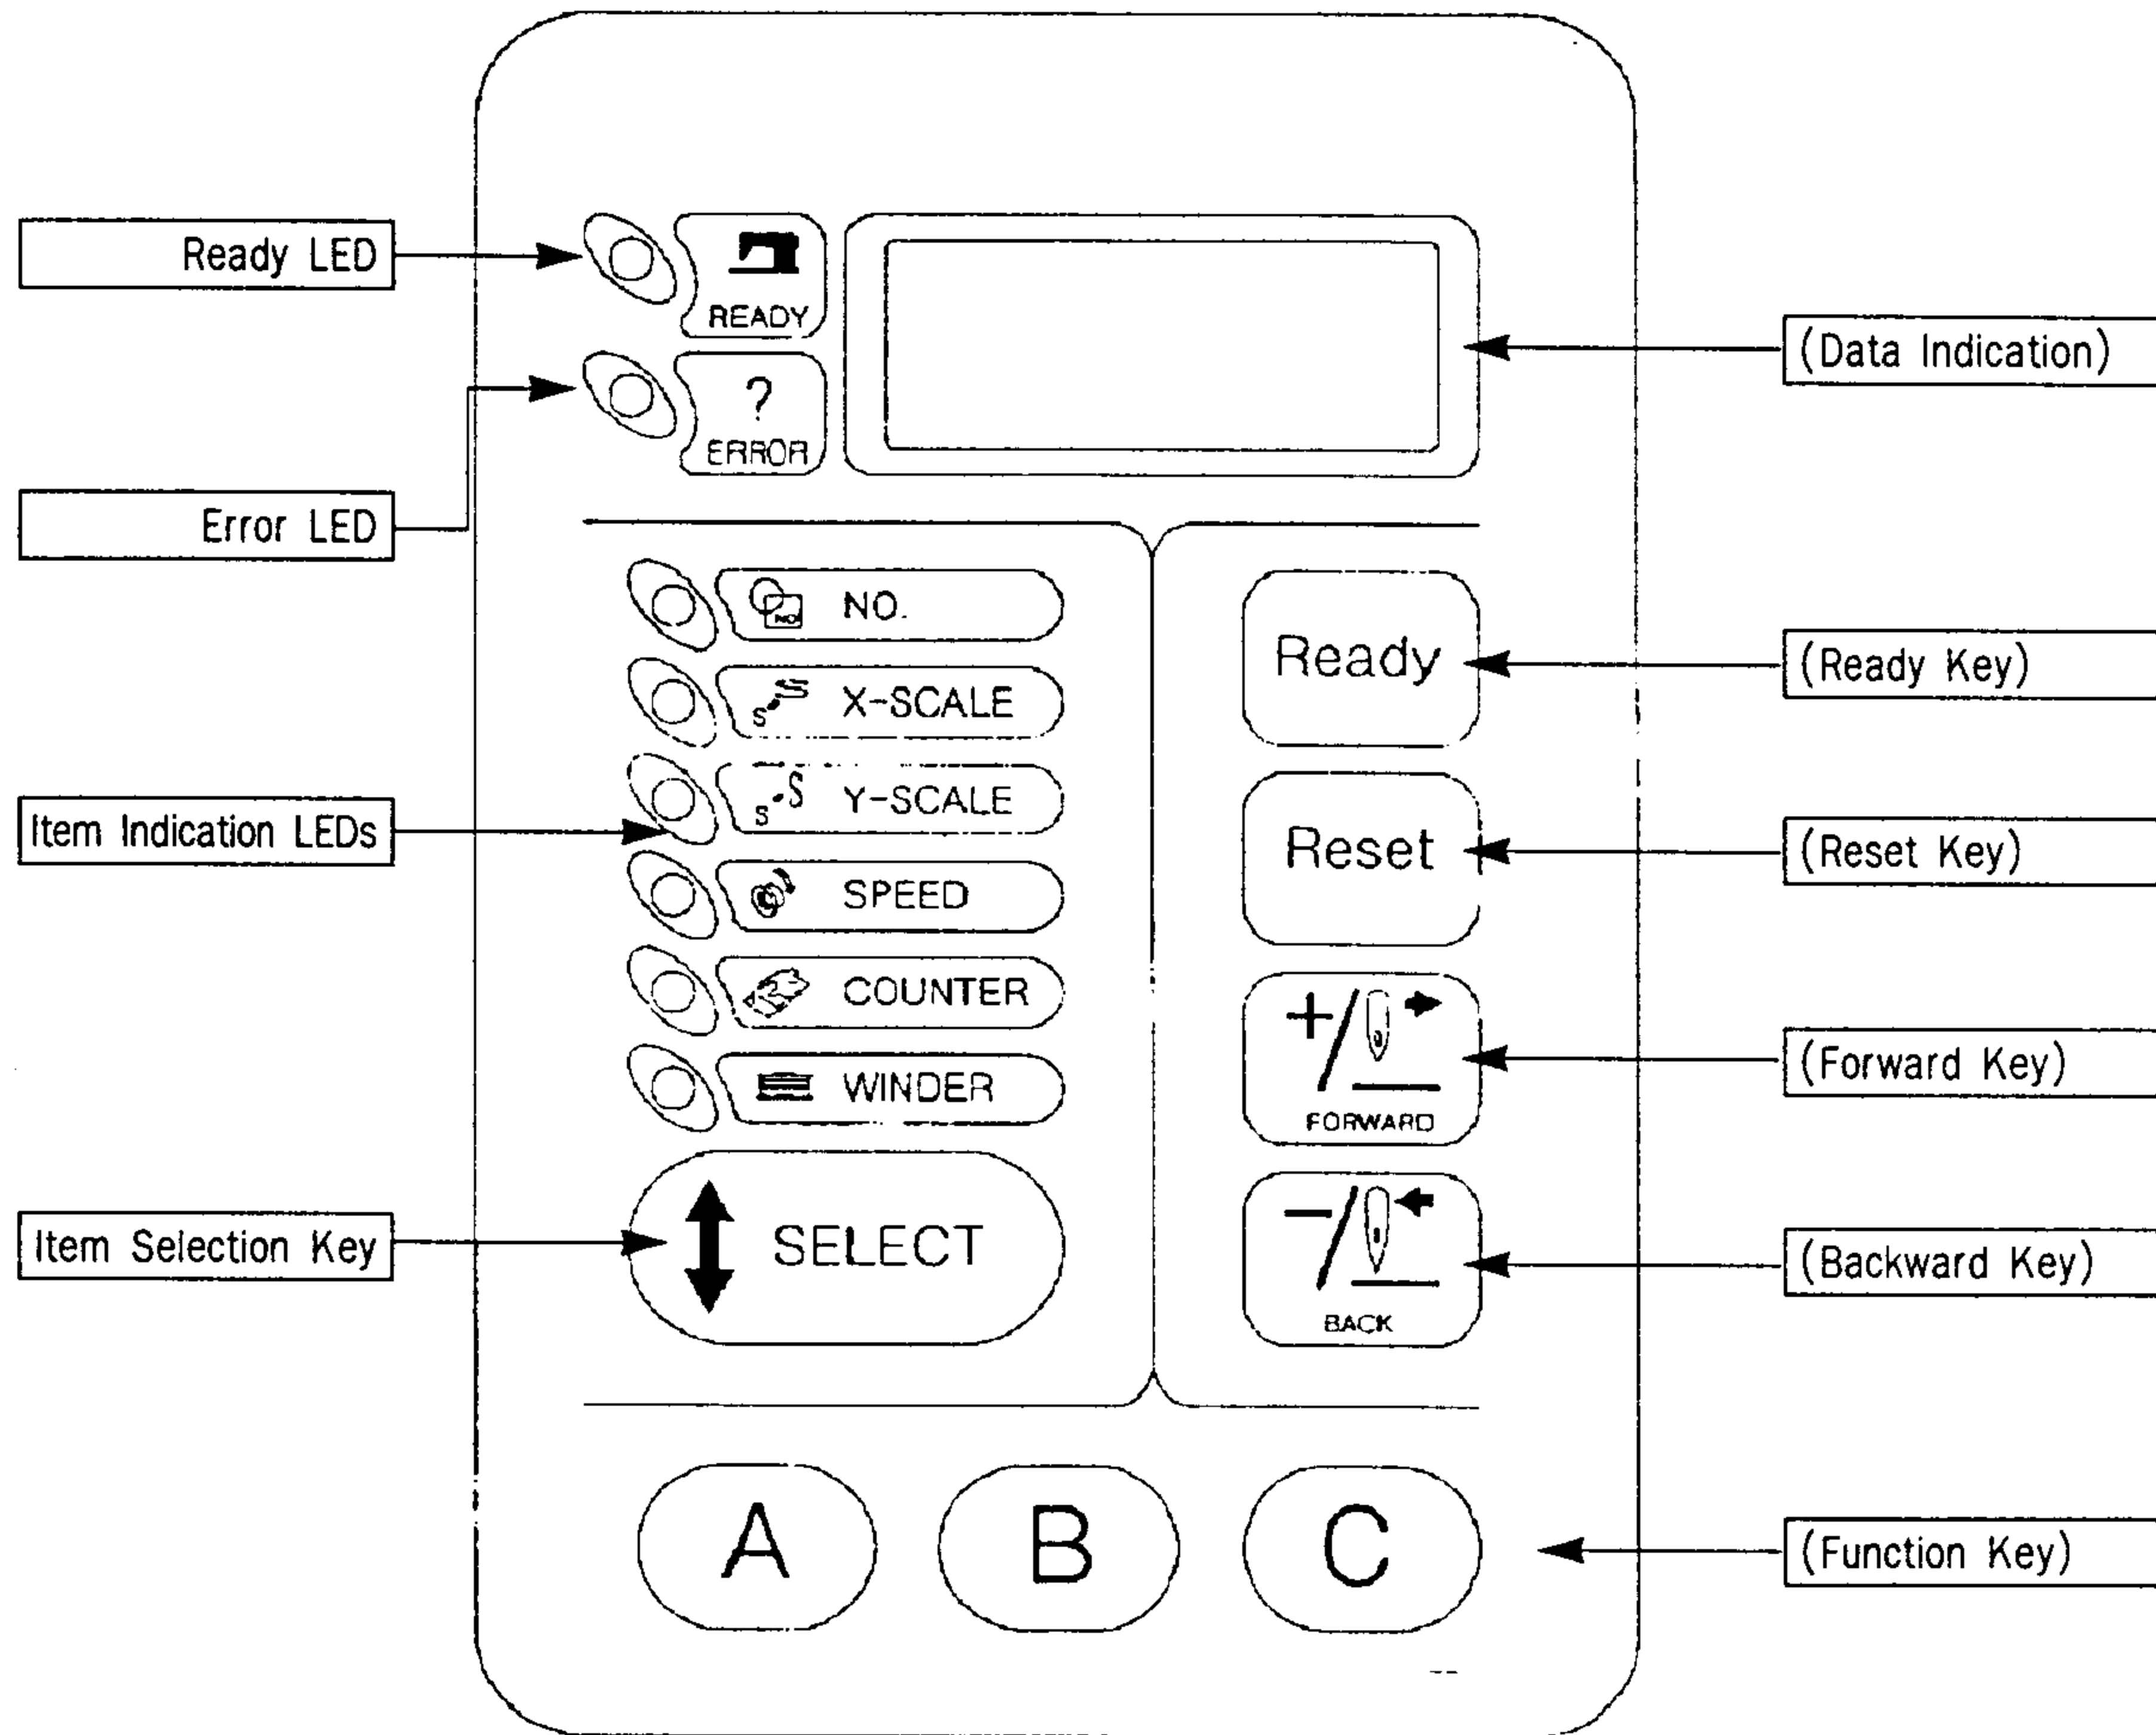 Ready LED
READY
(Data Indication)
?
ERROR
Error LED
NO.
NO.
Ready
(Ready Key)
S S X-SCALE
Item Indication LEDs
S S Y-SCALE
Reset
(Reset Key)
SPEED
COUNTER
+/
FORWARD
(Forward Key)
WINDER
Item Selection Key
SELECT
-/
BACK
(Backward Key)
A B C
(Function Key)